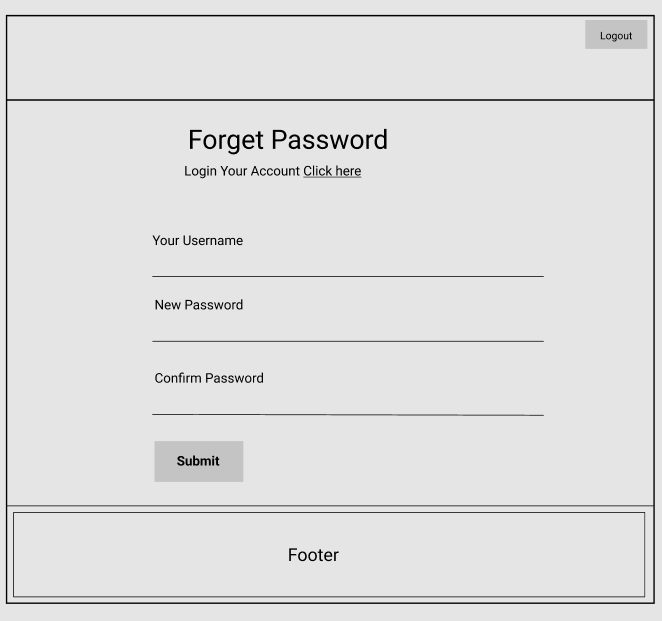 Logout
Forget Password
Login Your Account Click here
Your Username
New Password
Confirm Password
Submit
Footer